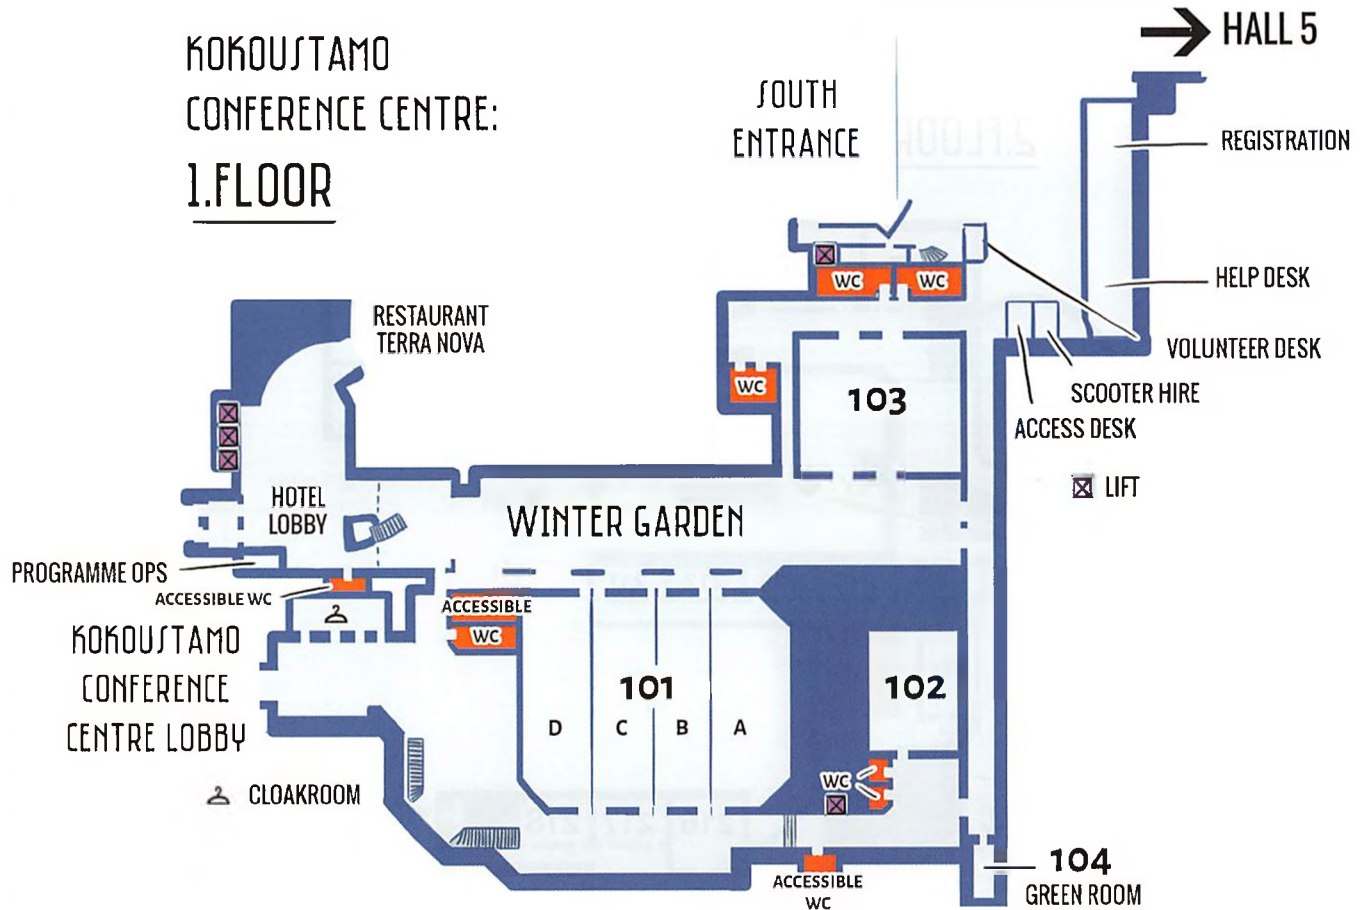 KOKOUSTAMO
CONFERENCE CENTRE:
1.FLOOR
HALL 5
SOUTH
ENTRANCE
2.FLOOR
REGISTRATION
HELP DESK
VOLUNTEER DESK
SCOOTER HIRE
ACCESS DESK
LIFT
WC
WC
WC
103
RESTAURANT
TERRA NOVA
HOTEL
LOBBY
WINTER GARDEN
PROGRAMME OPS
ACCESSIBLE WC
ACCESSIBLE
WC
KOKOUSTAMO
CONFERENCE
CENTRE LOBBY
101
D
C
B
A
102
WC
CLOAKROOM
ACCESSIBLE
WC
104
GREEN ROOM